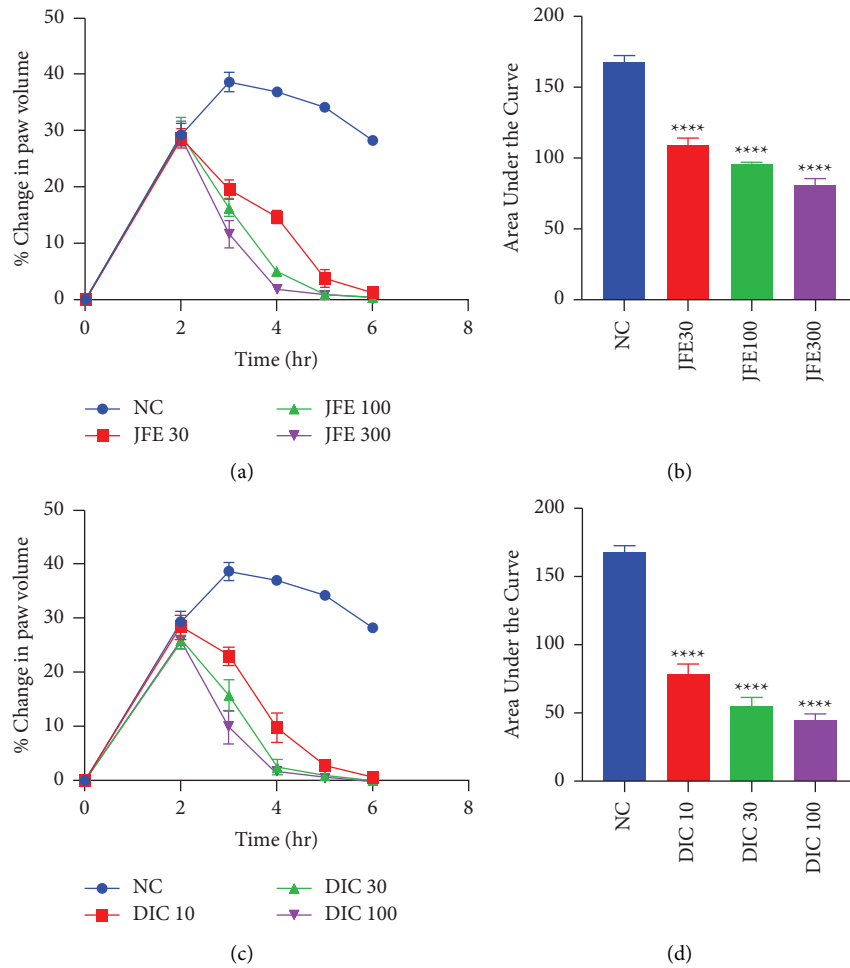 % Change in paw volume
50
40
30
20
10
0
0 2 4 6 8
Time (hr)
NC JFE 100
JFE 30 JFE 300
(a)
Area Under the Curve
200
150
100
50
0
****
****
****
NC JFE30 JFE100 JFE300
(b)
% Change in paw volume
50
40
30
20
10
0
0 2 4 6 8
Time (hr)
NC DIC 30
DIC 10 DIC 100
(c)
Area Under the Curve
200
150
100
50
0
****
****
****
NC DIC 10 DIC 30 DIC 100
(d)